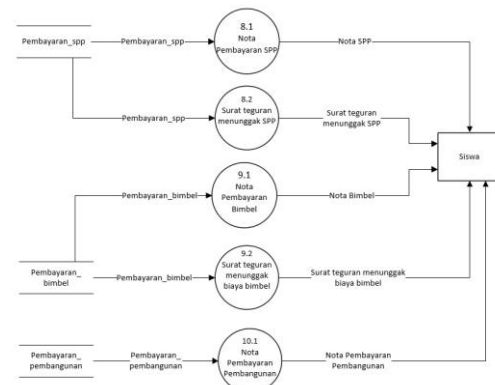 8.1
Nota
Pembayaran SPP
Pembayaran_spp
Pembayaran_spp
Nota SPP
8.2
Surat teguran
menunggak SPP
Pembayaran_spp
Surat teguran
menunggak SPP
Siswa
9.1
Nota
Pembayaran
Bimbel
Pembayaran_bimbel
Nota Bimbel
9.2
Surat teguran
menunggak
biaya bimbel
Pembayaran_
bimbel
Pembayaran_bimbel
Surat teguran menunggak
biaya bimbel
10.1
Nota
Pembayaran
Pembangunan
Pembayaran_
pembangunan
Pembayaran_
pembangunan
Nota Pembayaran
Pembangunan